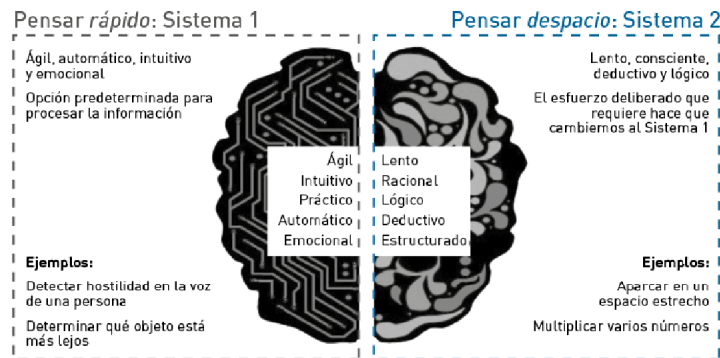 Pensar rápido: Sistema 1
Ágil, automático, intuitivo
y emocional
Opción predeterminada para
procesar la información
Ágil
Intuitivo
Práctico
Automático
Emocional
Ejemplos:
Detectar hostilidad en la voz
de una persona
Determinar qué objeto está
más lejos
Pensar despacio: Sistema 2
Lento, consciente,
deductivo y lógico
El esfuerzo deliberado que
requiere hace que
cambiemos al Sistema 1
Lento
Racional
Lógico
Deductivo
Estructurado
Ejemplos:
Aparcar en un
espacio estrecho
Multiplicar varios números